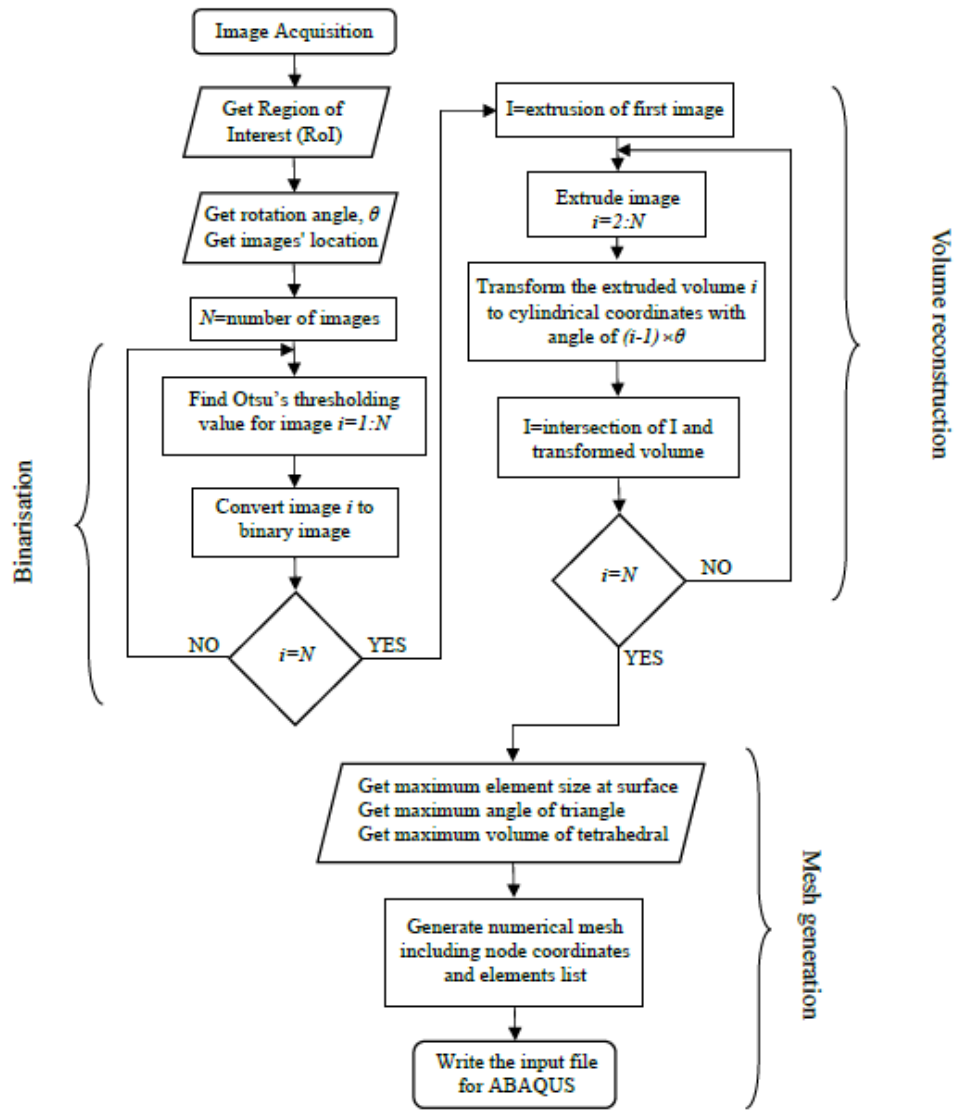 Image Acquisition
Get Region of
Interest (RoI)
Get rotation angle, θ
Get images' location
N=number of images
Find Otsu's thresholding
value for image i=1:N
Convert image i to
binary image
i=N
NO
YES
Binarisation
I=extrusion of first image
Extrude image
i=2:N
Transform the extruded volume i
to cylindrical coordinates with
angle of (i-1)×θ
I=intersection of I and
transformed volume
i=N
NO
YES
Volume reconstruction
Get maximum element size at surface
Get maximum angle of triangle
Get maximum volume of tetrahedral
Generate numerical mesh
including node coordinates
and elements list
Write the input file
for ABAQUS
Mesh generation